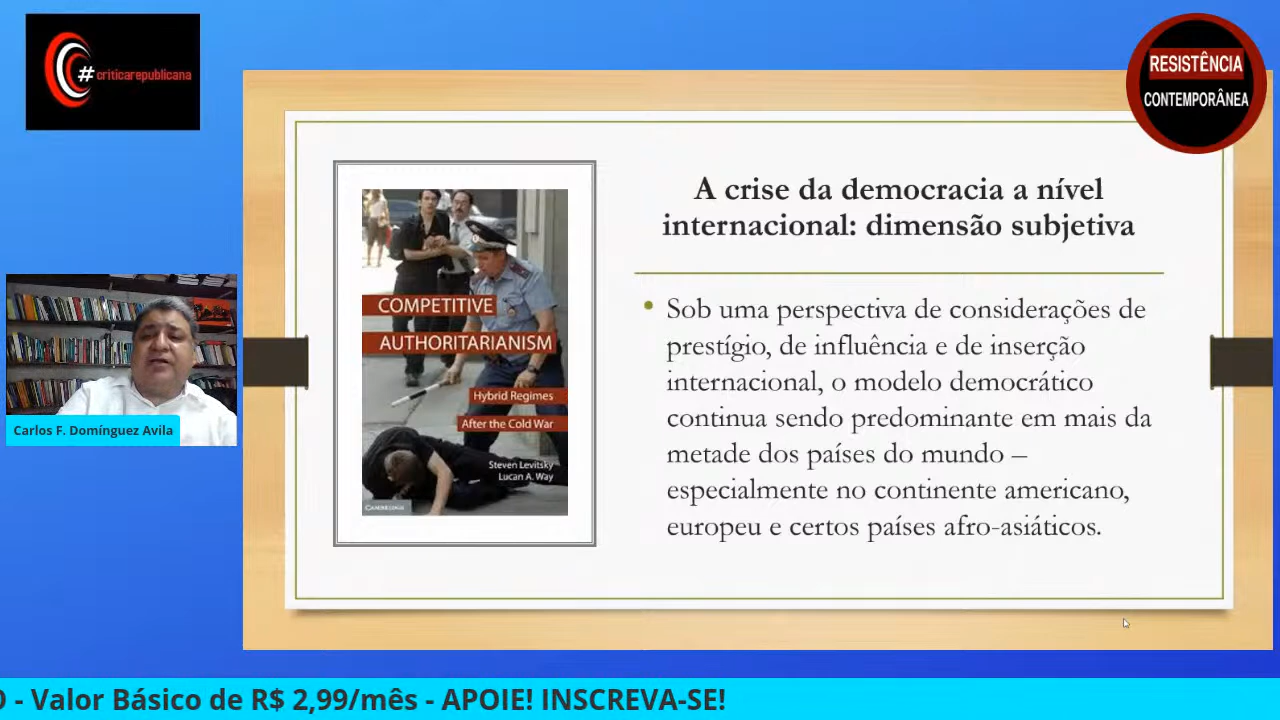 #criticarepublicana
RESISTÊNCIA
CONTEMPORÂNEA
A crise da democracia a nível
internacional: dimensão subjetiva
COMPETITIVE
AUTHORITARIANISM
Hybrid Regimes
After the Cold War
Steven Levitsky
Lucan A. Way
CAMBRIDGE
• Sob uma perspectiva de considerações de
prestígio, de influência e de inserção
internacional, o modelo democrático
continua sendo predominante em mais da
metade dos países do mundo –
especialmente no continente americano,
europeu e certos países afro-asiáticos.
Carlos F. Domínguez Avila
- Valor Básico de R$ 2,99/mês - APOIE! INSCREVA-SE!